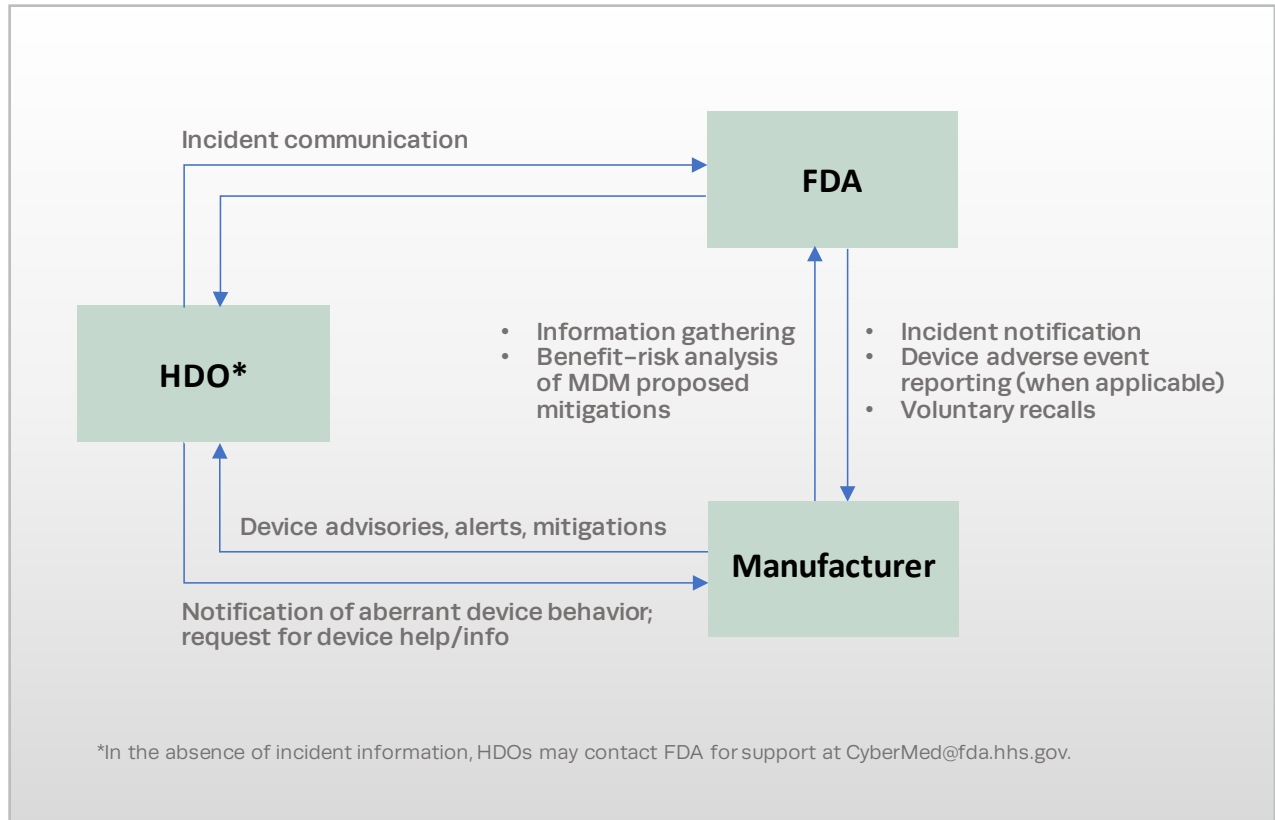 Incident communication
FDA
HDO*
• Information gathering
• Benefit–risk analysis
of MDM proposed
mitigations
• Incident notification
• Device adverse event
reporting (when applicable)
• Voluntary recalls
Device advisories, alerts, mitigations
Manufacturer
Notification of aberrant device behavior;
request for device help/info
*In the absence of incident information, HDOs may contact FDA for support at CyberMed@fda.hhs.gov.